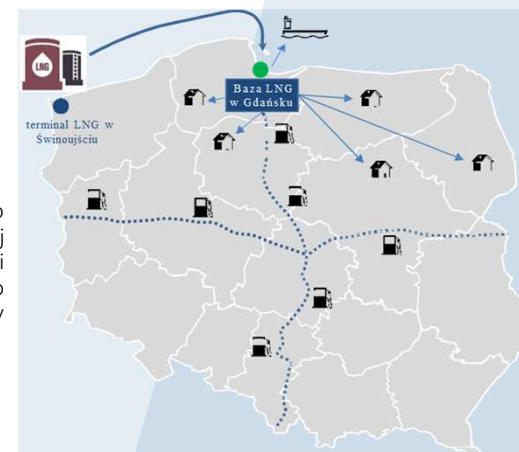 LNG
Baza LNG
w Gdańsku
terminal LNG w
Świnoujściu
j
i